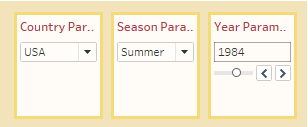 Country Par..
Season Para..
Year Param..
USA
Summer
1984